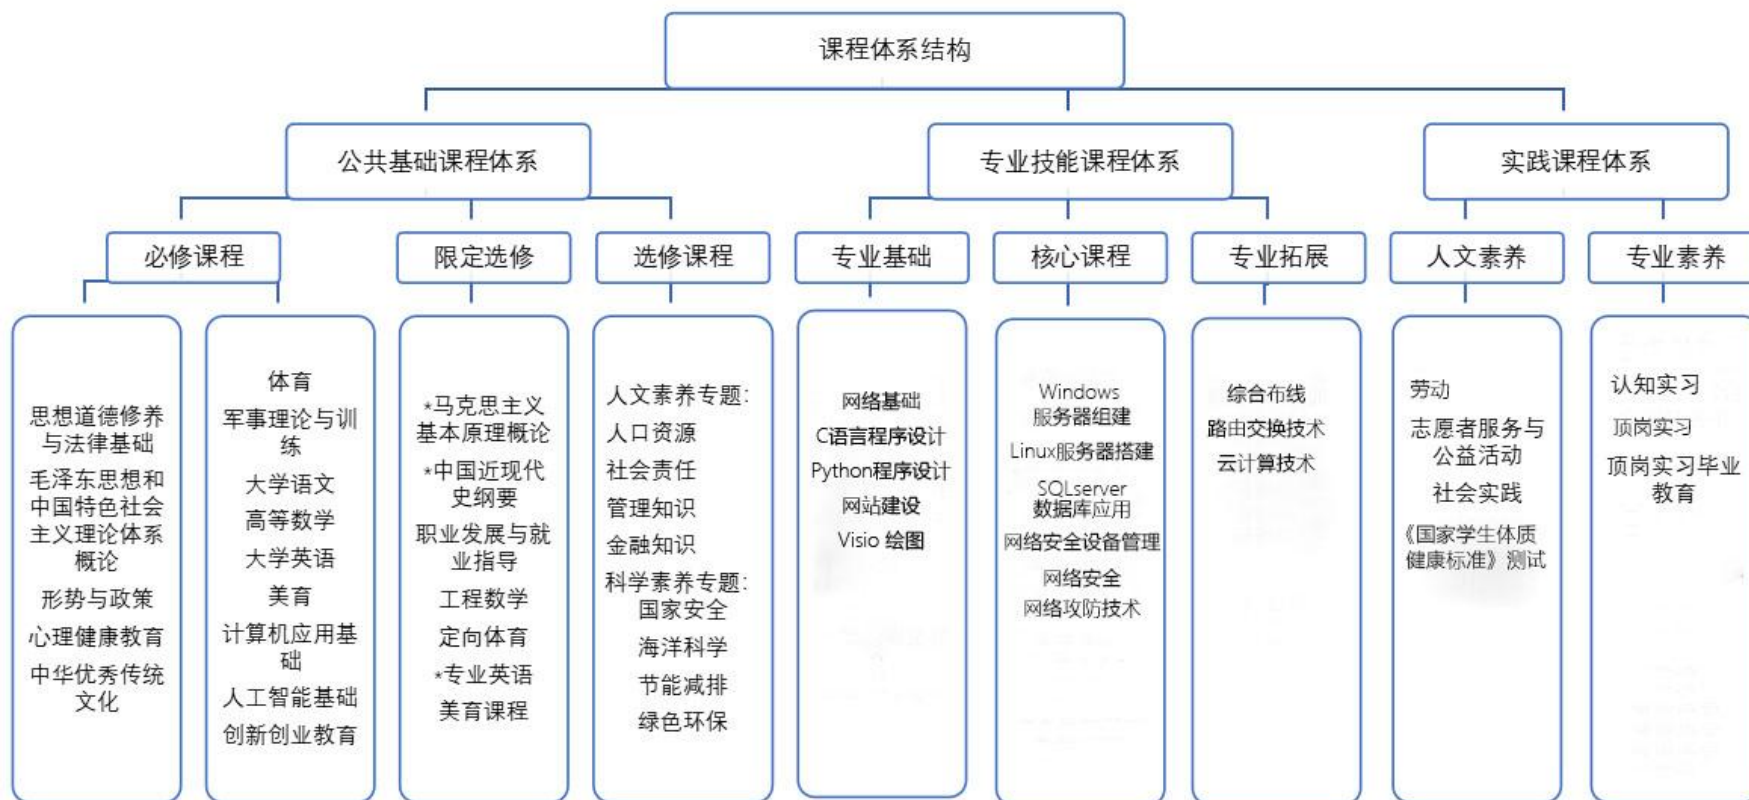 课程体系结构
公共基础课程体系
专业技能课程体系
实践课程体系
必修课程
限定选修
选修课程
专业基础
核心课程
专业拓展
人文素养
专业素养
思想道德修养
与法律基础
毛泽东思想和
中国特色社会
主义理论体系
概论
形势与政策
心理健康教育
中华优秀传统
文化
体育
军事理论与训
练
大学语文
高等数学
大学英语
美育
计算机应用基
础
人工智能基础
创新创业教育
*马克思主义
基本原理概论
*中国近现代
史纲要
职业发展与就
业指导
工程数学
定向体育
*专业英语
美育课程
人文素养专题:
人口资源
社会责任
管理知识
金融知识
科学素养专题:
国家安全
海洋科学
节能减排
绿色环保
网络基础
C语言程序设计
Python程序设计
网站建设
Visio 绘图
Windows
服务器组建
Linux服务器搭建
SQLserver
数据库应用
网络安全设备管理
网络安全
网络攻防技术
综合布线
路由交换技术
云计算技术
劳动
志愿者服务与
公益活动
社会实践
《国家学生体质
健康标准》测试
认知实习
顶岗实习
顶岗实习毕业
教育